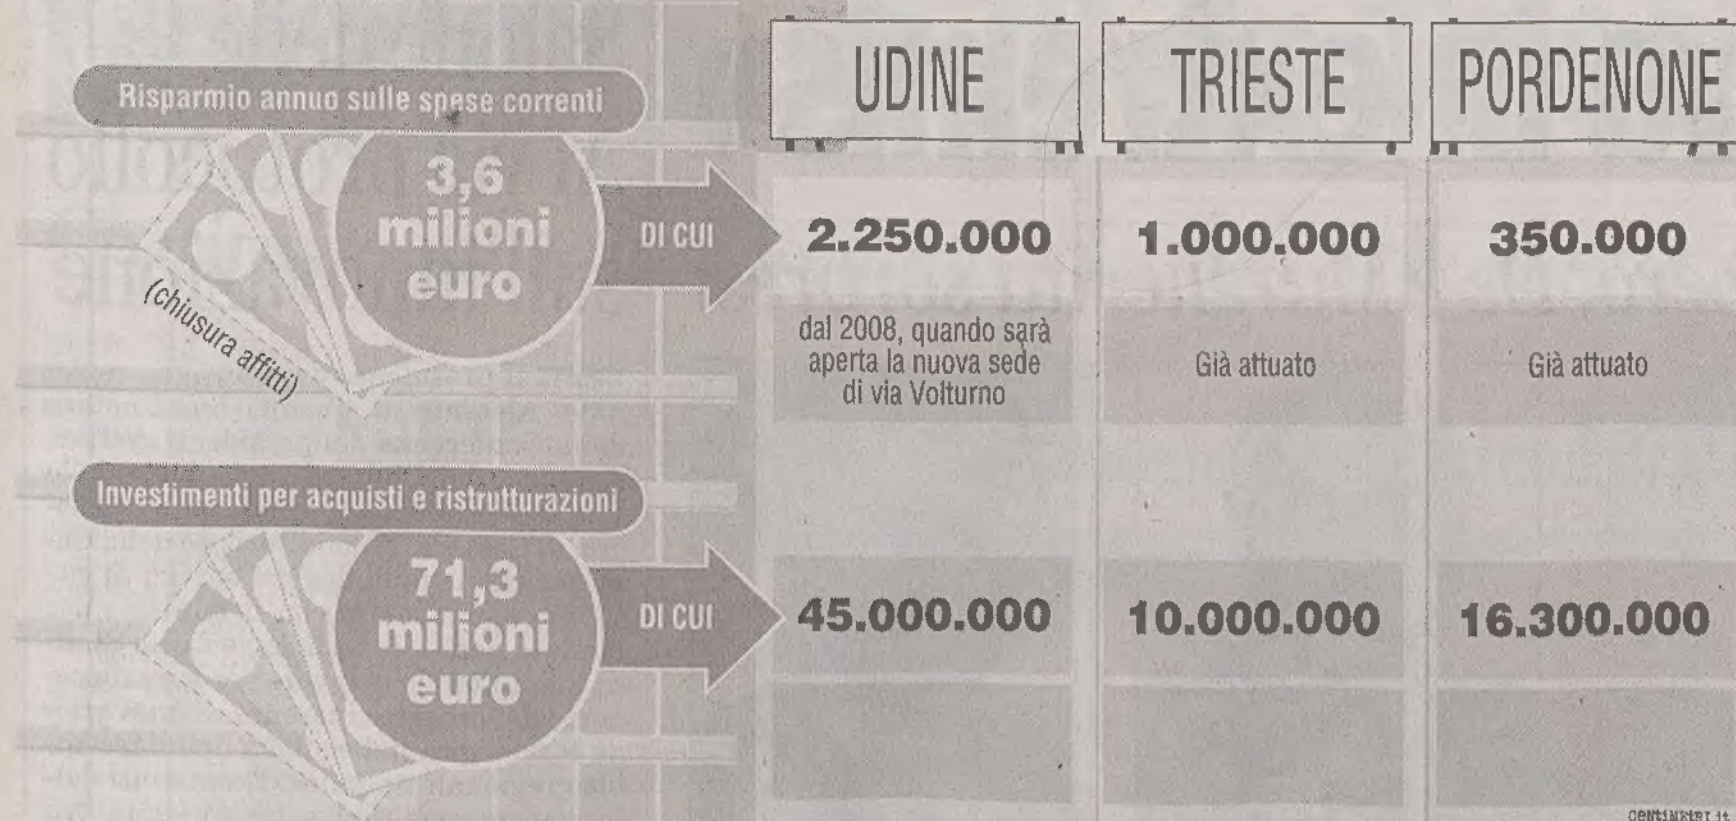 UDINE
TRIESTE
PORDENONE
Risparmio annuo sulle spese correnti
3,6
milioni
euro
(chiusura affitti)
DI CUI
2.250.000
1.000.000
350.000
dal 2008, quando sarà
aperta la nuova sede
di via Volturno
Già attuato
Già attuato
Investimenti per acquisti e ristrutturazioni
71,3
milioni
euro
DI CUI
45.000.000
10.000.000
16.300.000
CENTIMETRI.it